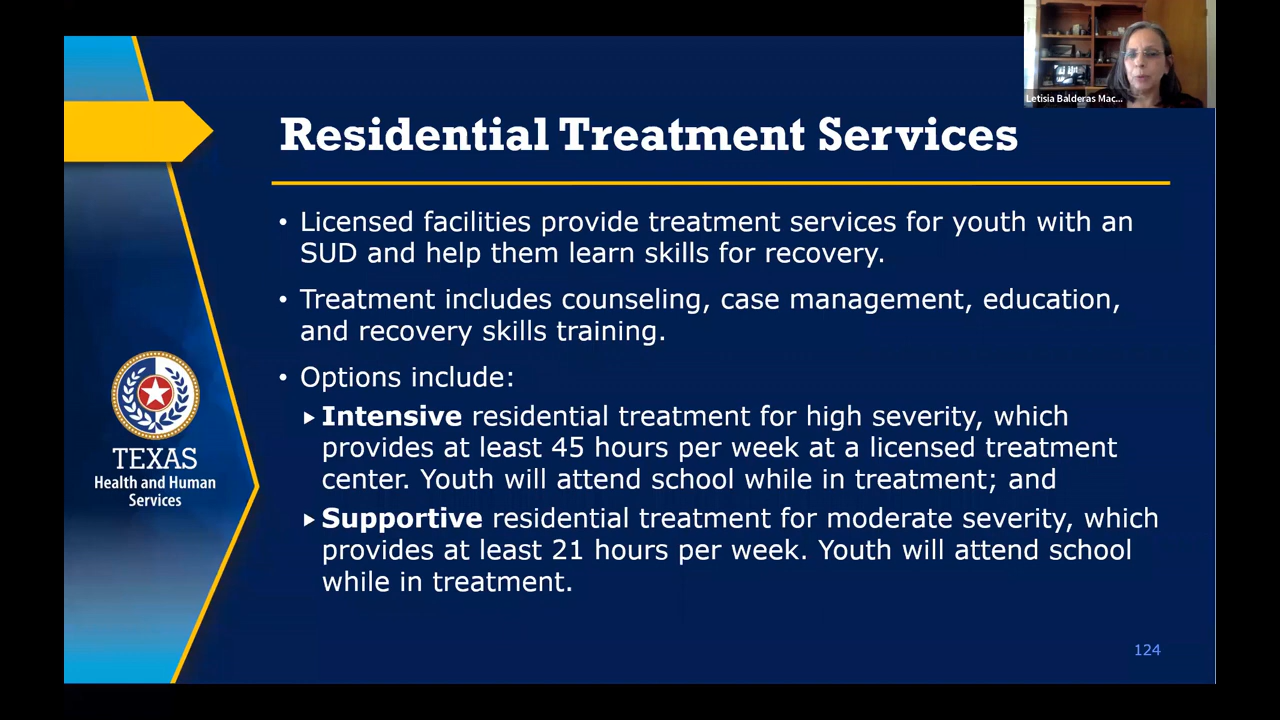 Letisia Balderas Mac...
Residential Treatment Services
• Licensed facilities provide treatment services for youth with an
SUD and help them learn skills for recovery.
• Treatment includes counseling, case management, education,
and recovery skills training.
• Options include:
Intensive residential treatment for high severity, which
provides at least 45 hours per week at a licensed treatment
center. Youth will attend school while in treatment; and
Supportive residential treatment for moderate severity, which
provides at least 21 hours per week. Youth will attend school
while in treatment.
TEXAS
Health and Human
Services
124